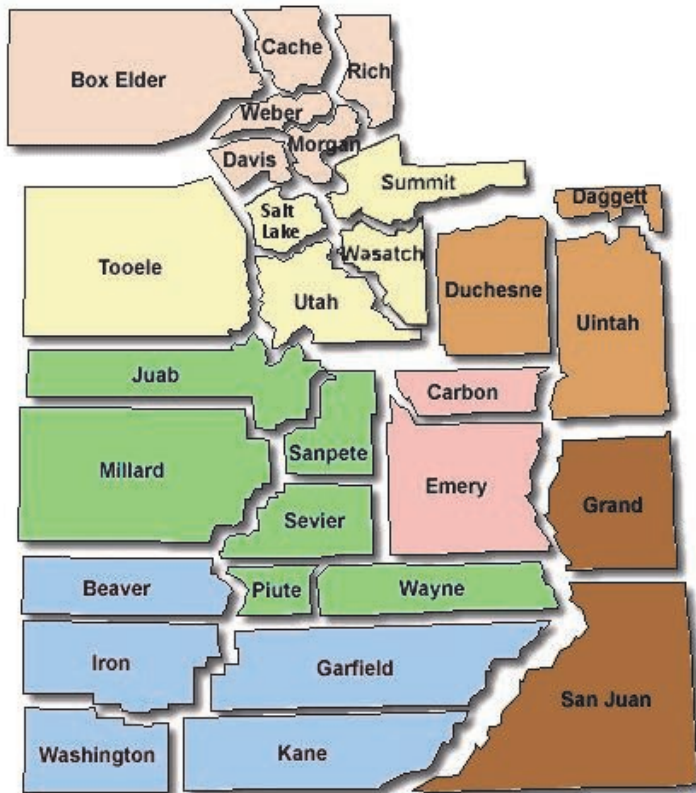 Cache
Box Elder
Rich
Weber
Morgan
Davis
Summit
Daggett
Salt
Lake
Wasatch
Tooele
Duchesne
Utah
Uintah
Juab
Carbon
Sanpete
Millard
Emery
Grand
Sevier
Beaver
Piute
Wayne
Iron
Garfield
San Juan
Washington
Kane